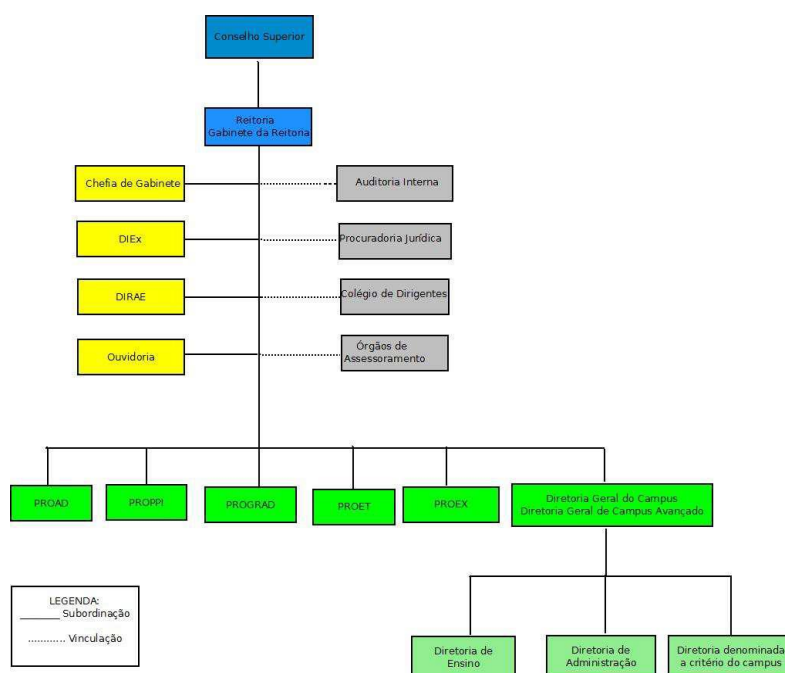 Conselho Superior
Reitoria
Gabinete da Reitoria
Chefia de Gabinete
Auditoria Interna
DIEx
Procuradoria Jurídica
DIRAE
Colégio de Dirigentes
Ouvidoria
Órgãos de
Assessoramento
PROAD
PROPPI
PROGRAD
PROET
PROEX
Diretoria Geral do Campus
Diretoria Geral de Campus Avançado
LEGENDA:
_______ Subordinação
............ Vinculação
Diretoria de
Ensino
Diretoria de
Administração
Diretoria denominada
a critério do campus